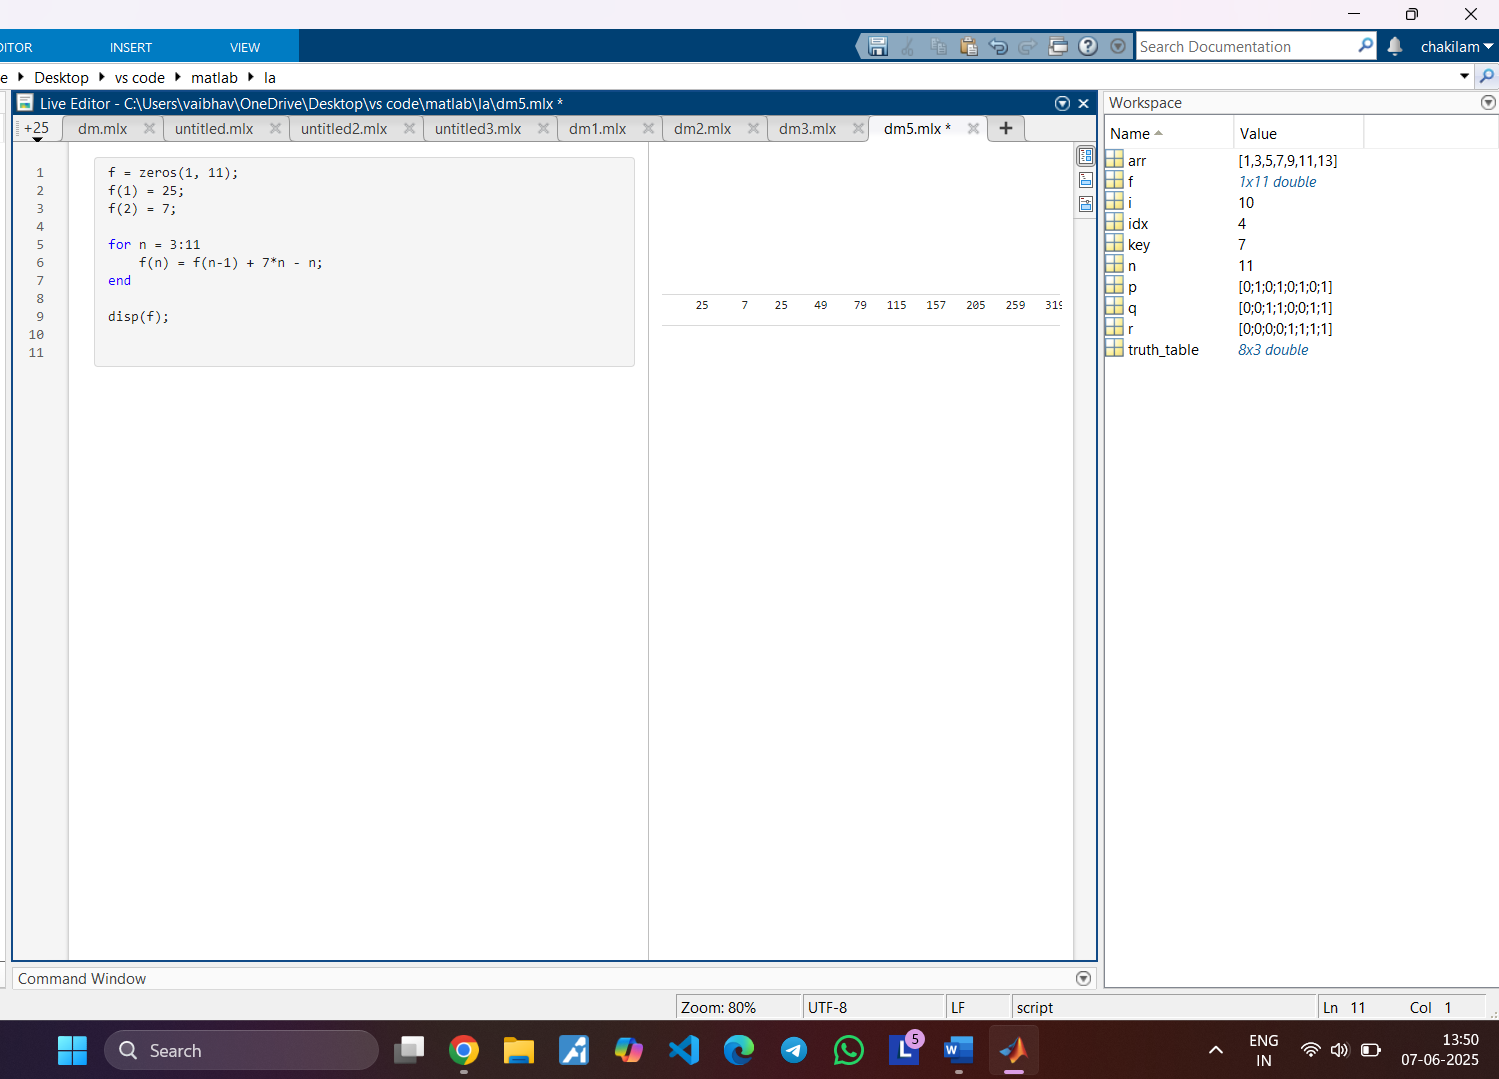 DITOR INSERT VIEW Search Documentation chakilam
e Desktop vs code matlab la
Live Editor - C:\Users\vaibhav\OneDrive\Desktop\vs code\matlab\la\dm5.mlx *
+25 dm.mlx untitled.mlx untitled2.mlx untitled3.mlx dm1.mlx dm2.mlx dm3.mlx dm5.mlx * +
1 f = zeros(1, 11);
2 f(1) = 25;
3 f(2) = 7;
4
5 for n = 3:11
6 f(n) = f(n-1) + 7*n - n;
7 end
8
9 disp(f);
10
11
25 7 25 49 79 115 157 205 259 319
Workspace
Name Value
arr [1,3,5,7,9,11,13]
f 1x11 double
i 10
idx 4
key 7
n 11
p [0;1;0;1;0;1;0;1]
q [0;0;1;1;0;0;1;1]
r [0;0;0;0;1;1;1;1]
truth_table 8x3 double
Command Window
Zoom: 80% UTF-8 LF script Ln 11 Col 1
Search 5 L W ENG IN 13:50 07-06-2025